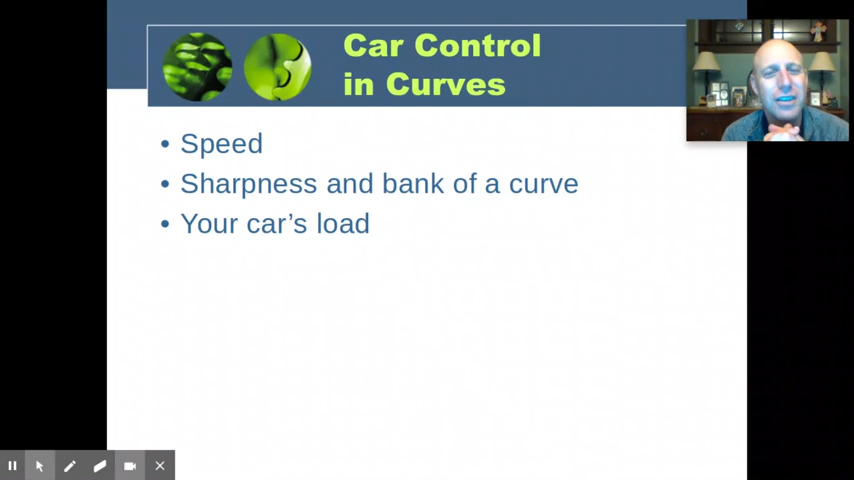 Car Control
in Curves
• Speed
• Sharpness and bank of a curve
• Your car’s load